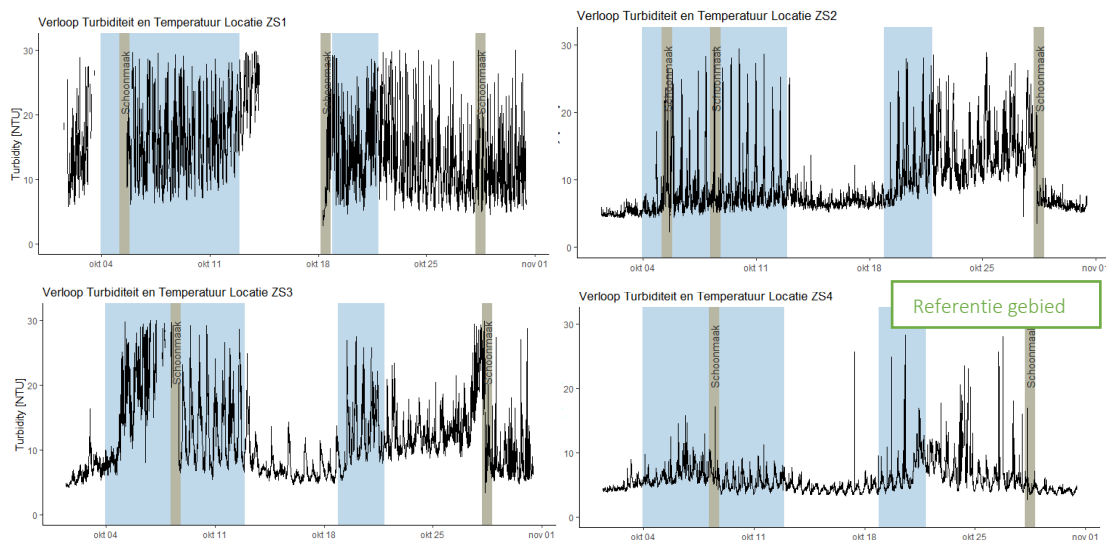 Verloop Turbiditeit en Temperatuur Locatie ZS1
Turbidity [NTU]
30
20
10
0
Schoonmaak
Schoonmaak
Schoonmaak
okt 04
okt 11
okt 18
okt 25
nov 01
Verloop Turbiditeit en Temperatuur Locatie ZS2
30
20
10
0
Schoonmaak
Schoonmaak
Schoonmaak
okt 04
okt 11
okt 18
okt 25
nov 01
Verloop Turbiditeit en Temperatuur Locatie ZS3
Turbidity [NTU]
30
20
10
0
Schoonmaak
Schoonmaak
okt 04
okt 11
okt 18
okt 25
nov 01
Verloop Turbiditeit en Temperatuur Locatie ZS4
Referentie gebied
30
20
10
0
Schoonmaak
Schoonmaak
okt 04
okt 11
okt 18
okt 25
nov 01